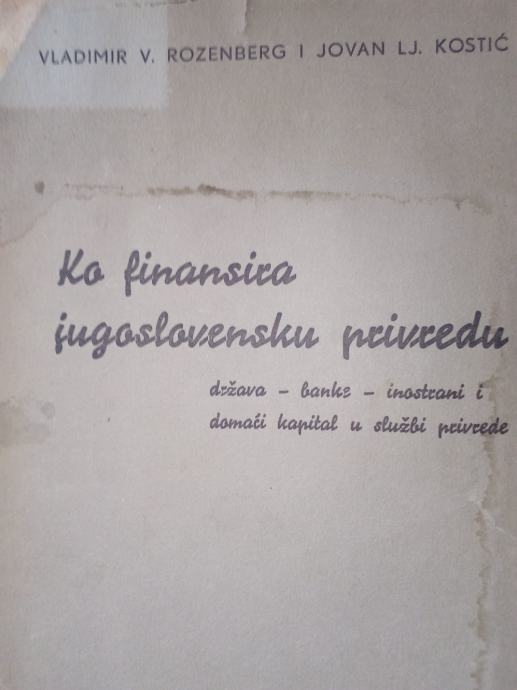 VLADIMIR V. ROZENBERG I JOVAN LJ. KOSTIĆ
Ko finansira
jugoslovensku privredu
država – banke – inostrani i
domaći kapital u službi privrede